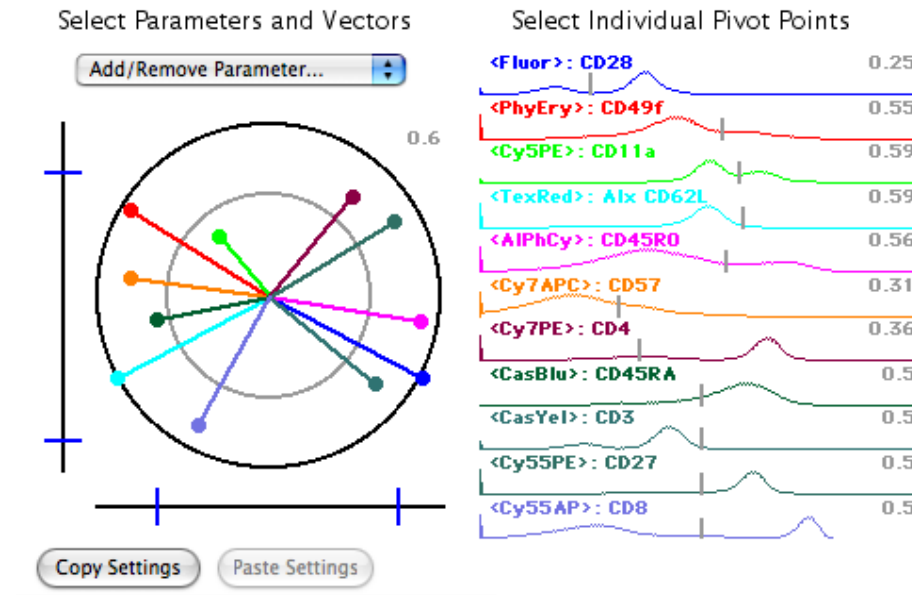 Select Parameters and Vectors
Add/Remove Parameter...
0.6
Copy Settings
Paste Settings
Select Individual Pivot Points
<Fluor>: CD28 0.25
<PhyEry>: CD49f 0.55
<Cy5PE>: CD11a 0.59
<TexRed>: Alx CD62L 0.59
<AlPhCy>: CD45RO 0.56
<Cy7APC>: CD57 0.31
<Cy7PE>: CD4 0.36
<CasBlu>: CD45RA 0.5
<CasYel>: CD3 0.5
<Cy55PE>: CD27 0.5
<Cy55AP>: CD8 0.5